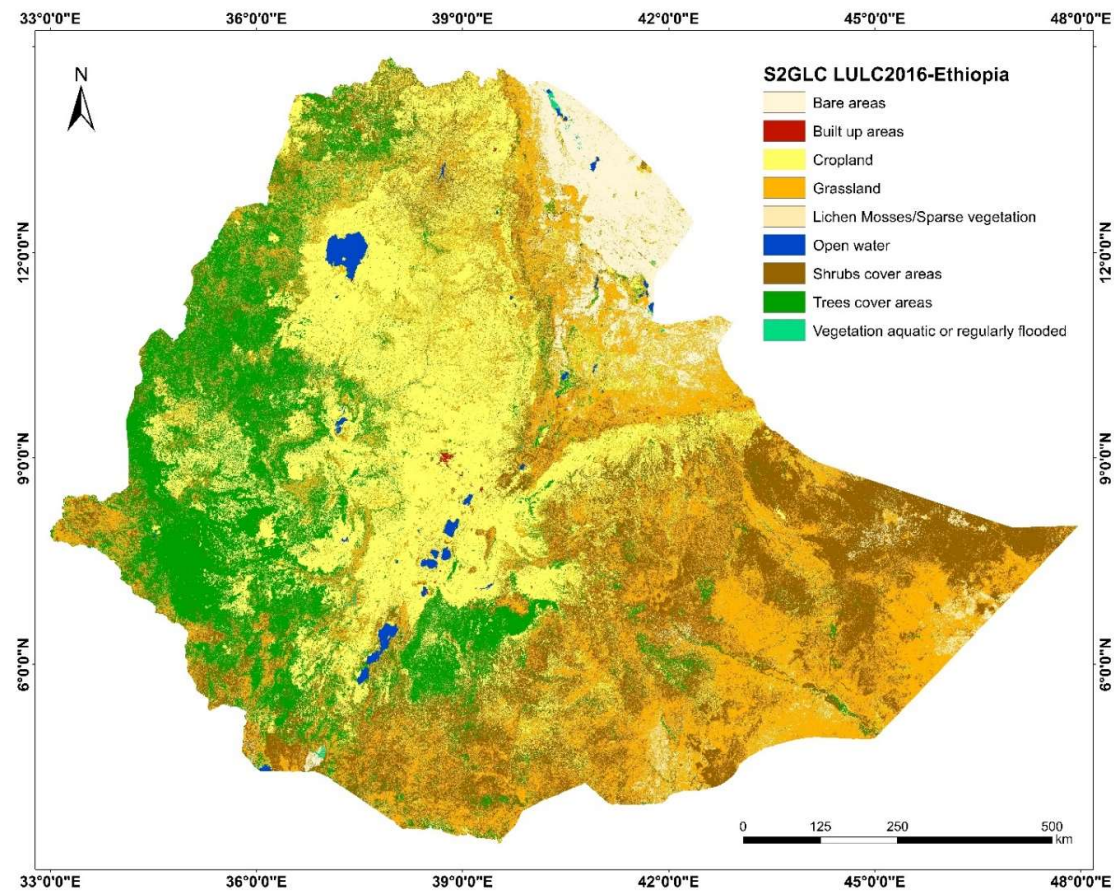 33°0'0"E 36°0'0"E 39°0'0"E 42°0'0"E 45°0'0"E 48°0'0"E
N
S2GLC LULC2016-Ethiopia
Bare areas
Built up areas
Cropland
Grassland
Lichen Mosses/Sparse vegetation
Open water
Shrubs cover areas
Trees cover areas
Vegetation aquatic or regularly flooded
12°0'0"N 12°0'0"N
9°0'0"N 9°0'0"N
6°0'0"N 6°0'0"N
0 125 250 500
km
33°0'0"E 36°0'0"E 39°0'0"E 42°0'0"E 45°0'0"E 48°0'0"E